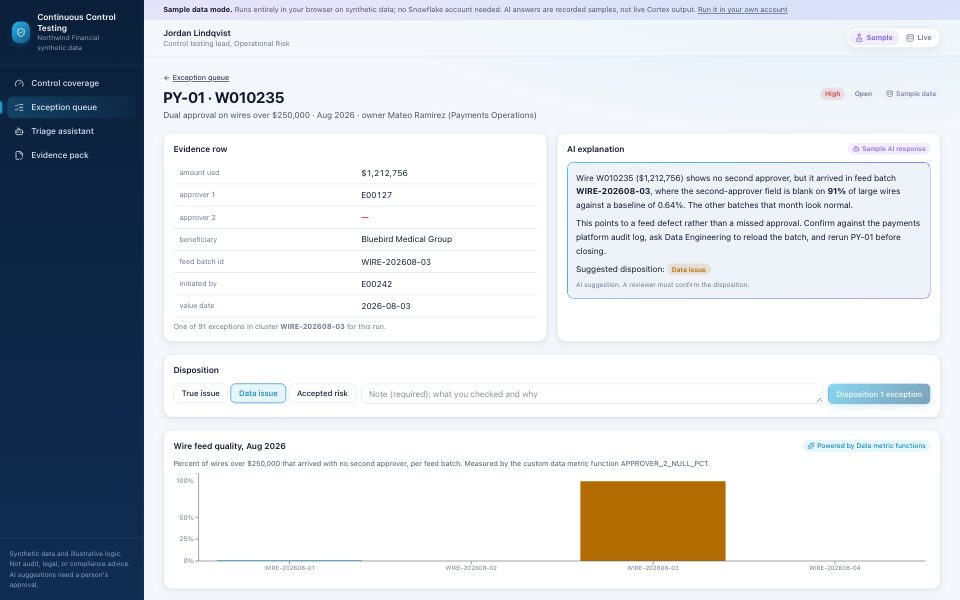 Continuous Control
Testing
Northwind Financial ·
synthetic data
Control coverage
Exception queue
Triage assistant
Evidence pack
Synthetic data and illustrative logic.
Not audit, legal, or compliance advice.
AI suggestions need a person's
approval.
Sample data mode. Runs entirely in your browser on synthetic data; no Snowflake account needed. AI answers are recorded samples, not live Cortex output. Run it in your own account
Jordan Lindqvist
Control testing lead, Operational Risk
Sample Live
← Exception queue
PY-01 · W010235
High Open Sample data
Dual approval on wires over $250,000 · Aug 2026 · owner Mateo Ramirez (Payments Operations)
Evidence row
amount usd $1,212,756
approver 1 E00127
approver 2 —
beneficiary Bluebird Medical Group
feed batch id WIRE-202608-03
initiated by E00242
value date 2026-08-03
One of 91 exceptions in cluster WIRE-202608-03 for this run.
AI explanation
Sample AI response
Wire W010235 ($1,212,756) shows no second approver, but it arrived in feed batch
WIRE-202608-03, where the second-approver field is blank on 91% of large wires
against a baseline of 0.64%. The other batches that month look normal.
This points to a feed defect rather than a missed approval. Confirm against the payments
platform audit log, ask Data Engineering to reload the batch, and rerun PY-01 before
closing.
Suggested disposition: Data issue
AI suggestion. A reviewer must confirm the disposition.
Disposition
True issue Data issue Accepted risk Note (required): what you checked and why Disposition 1 exception
Wire feed quality, Aug 2026
Powered by Data metric functions
Percent of wires over $250,000 that arrived with no second approver, per feed batch. Measured by the custom data metric function APPROVER_2_NULL_PCT.
100%
50%
25%
0%
WIRE-202608-01 WIRE-202608-02 WIRE-202608-03 WIRE-202608-04